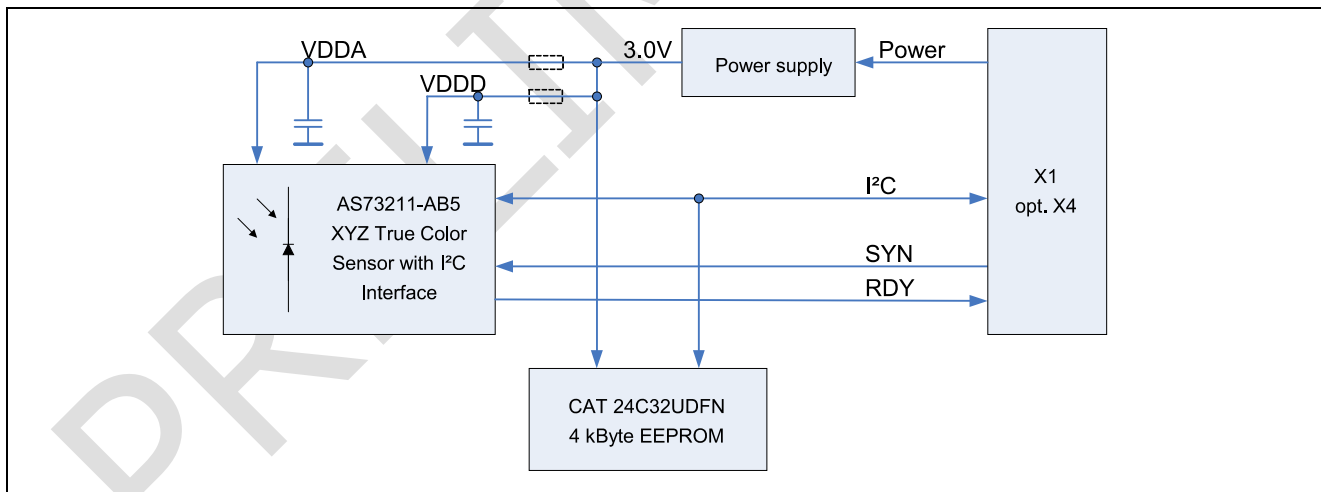 VDDA
3.0V
Power supply
Power
VDDD
X1
opt. X4
I²C
AS73211-AB5
XYZ True Color
Sensor with I²C
Interface
SYN
RDY
CAT 24C32UDFN
4 kByte EEPROM